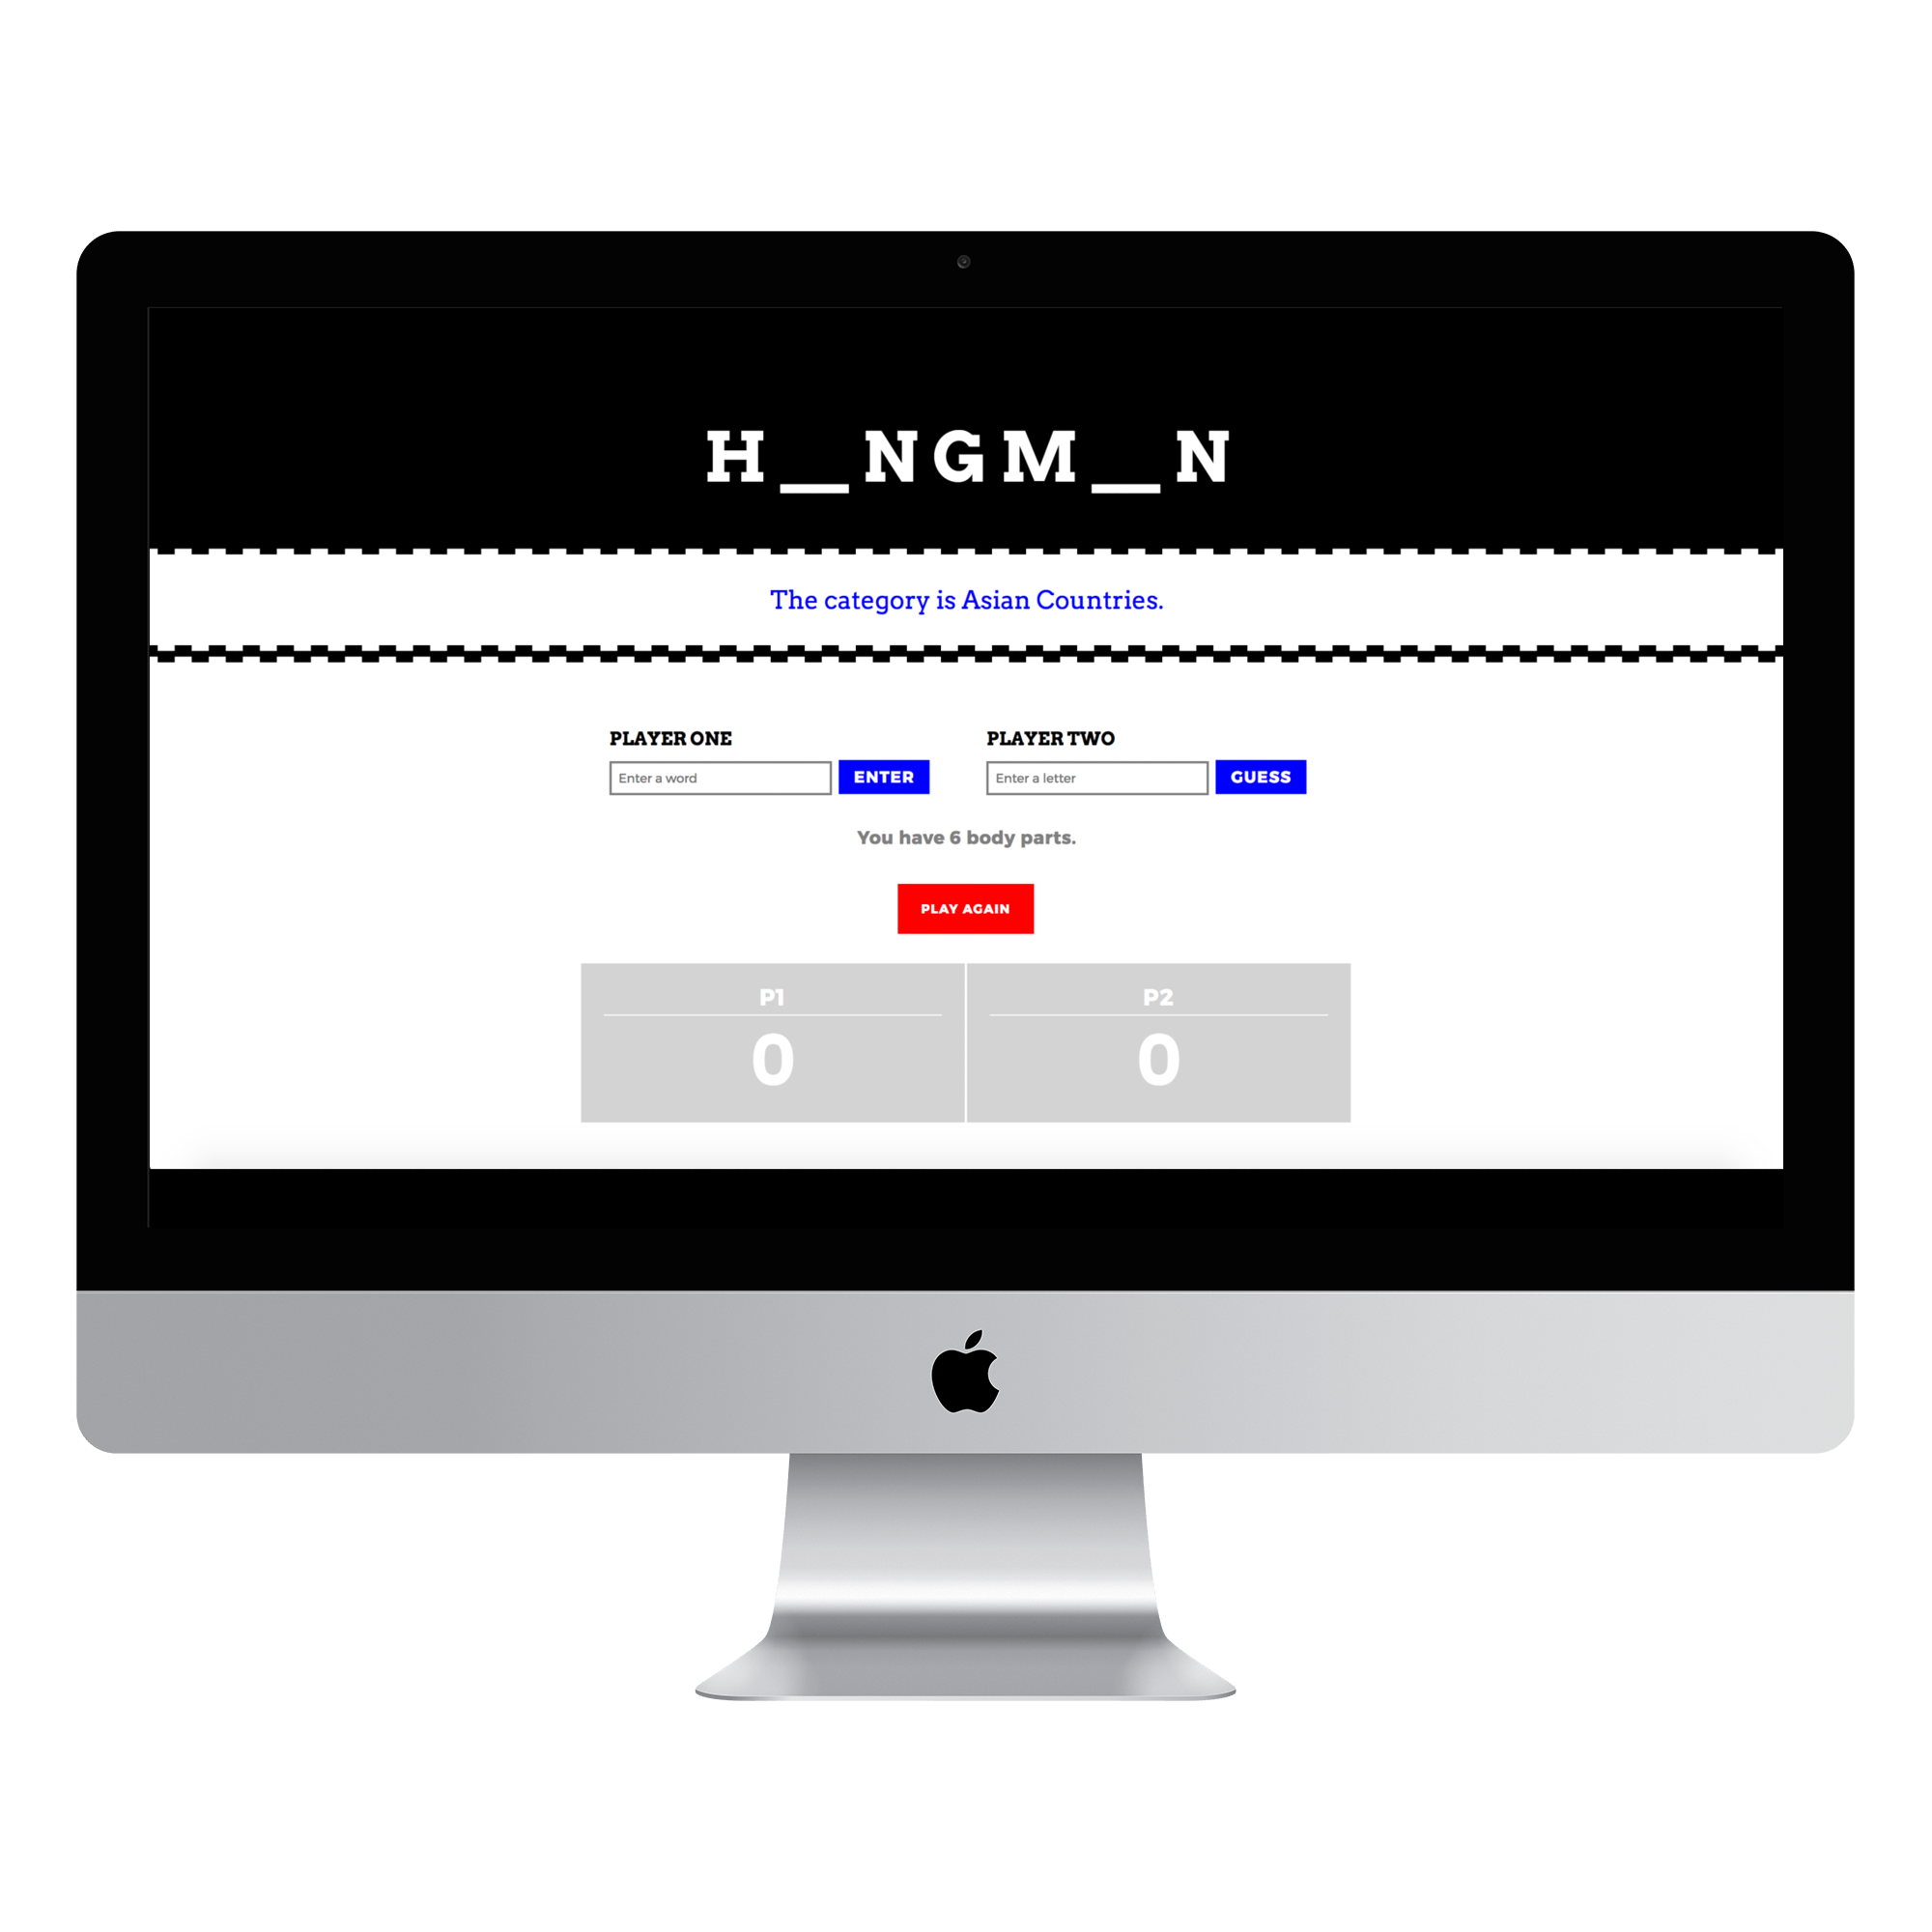 H__NGM__N
The category is Asian Countries.
PLAYER ONE
Enter a word
ENTER
PLAYER TWO
Enter a letter
GUESS
You have 6 body parts.
PLAY AGAIN
P1
0
P2
0